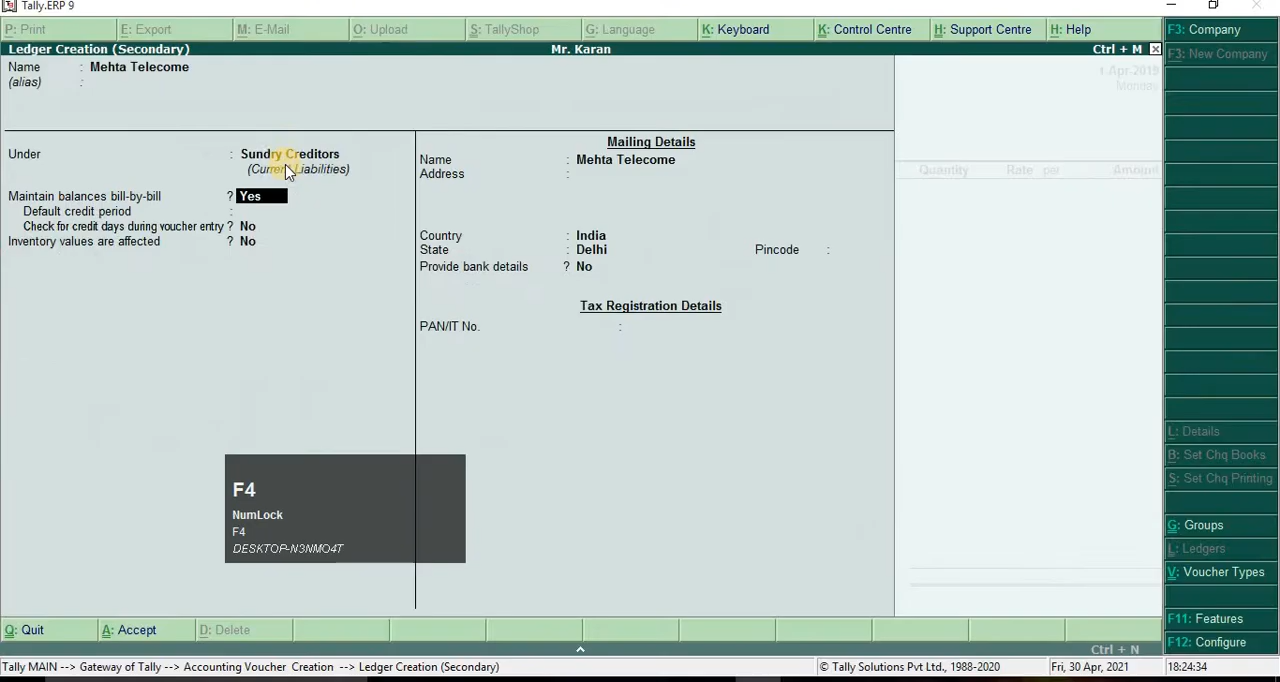 Tally.ERP 9
P: Print E: Export M: E-Mail O: Upload S: TallyShop G: Language K: Keyboard K: Control Centre H: Support Centre H: Help F3: Company
Ledger Creation (Secondary) Mr. Karan Ctrl + M F3: New Company
Name : Mehta Telecome
(alias) :
1-Apr-2019
Monday
Under : Sundry Creditors
(Current Liabilities)
Maintain balances bill-by-bill ? Yes
Default credit period :
Check for credit days during voucher entry ? No
Inventory values are affected ? No
Mailing Details
Name : Mehta Telecome
Address :
Country : India
State : Delhi Pincode :
Provide bank details ? No
Tax Registration Details
PAN/IT No. :
Quantity Rate per Amount
F4
NumLock
F4
DESKTOP-N3NMO4T
L: Details
B: Set Chq Books
S: Set Chq Printing
G: Groups
L: Ledgers
V: Voucher Types
F11: Features
F12: Configure
Q: Quit A: Accept D: Delete
Ctrl + N
Tally MAIN --> Gateway of Tally --> Accounting Voucher Creation --> Ledger Creation (Secondary) © Tally Solutions Pvt Ltd., 1988-2020 Fri, 30 Apr, 2021 18:24:34